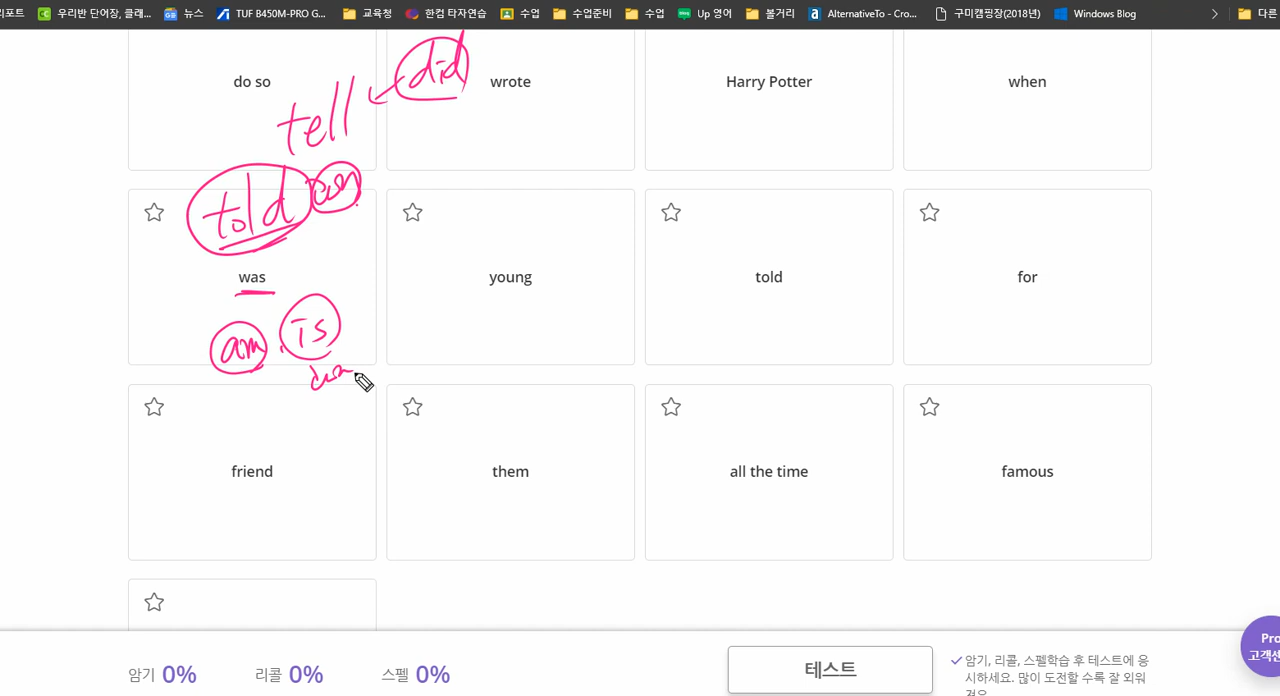 리포트 우리반 단어장, 클래... 뉴스 TUF B450M-PRO G... 교육청 한컴 타자연습 수업 수업준비 수업 Up 영어 볼거리 AlternativeTo - Cro... 구미캠핑장(2018년) Windows Blog 다른
did
do so wrote Harry Potter when
tell
told
was young told for
am is
friend them all the time famous
암기 0% 리콜 0% 스펠 0% 테스트
암기, 리콜, 스펠학습 후 테스트에 응
시하세요. 많이 도전할 수록 잘 외워
져요
Pro
고객센